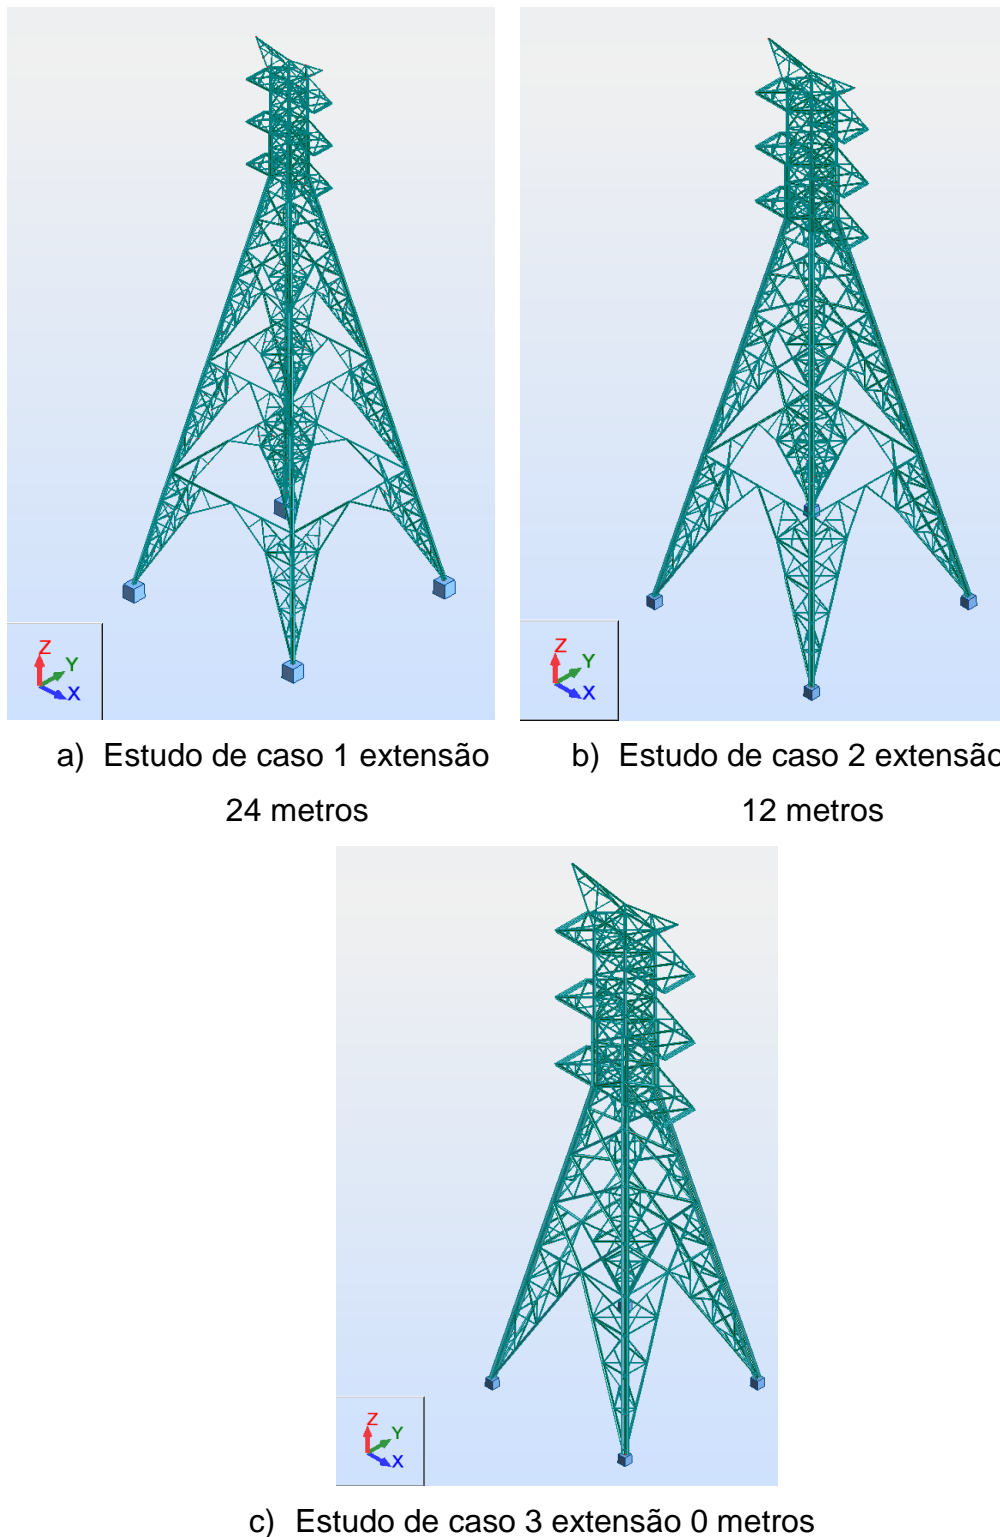 Z
Y
X
Z
Y
X
a) Estudo de caso 1 extensão
24 metros
b) Estudo de caso 2 extensão
12 metros
Z
Y
X
c) Estudo de caso 3 extensão 0 metros